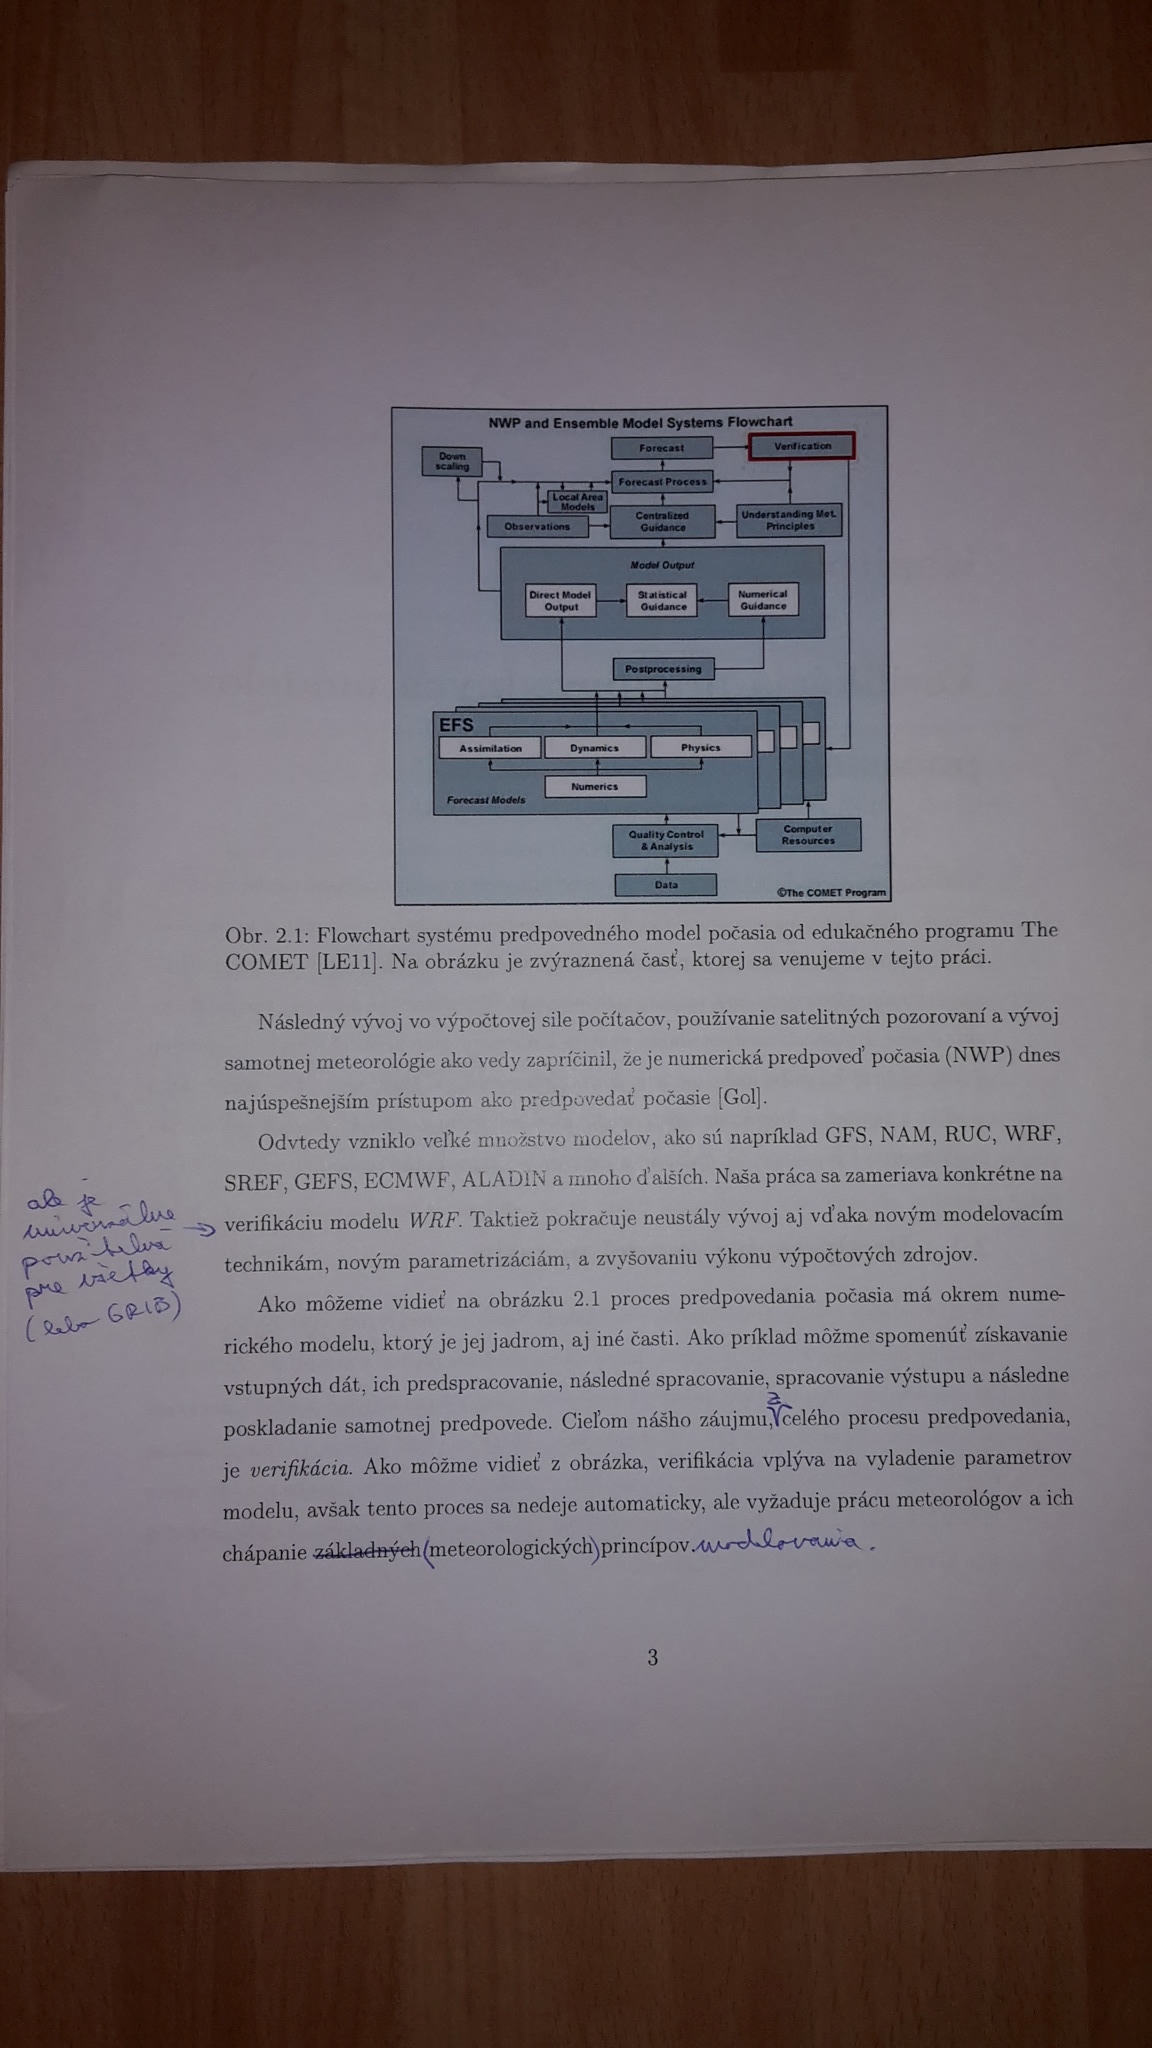 NWP and Ensemble Model Systems Flowchart
Forecast
Verification
Down
scaling
Forecast Process
Local Area
Models
Observations
Centralized
Guidance
Understanding Met.
Principles
Model Output
Direct Model
Output
Statistical
Guidance
Numerical
Guidance
Postprocessing
EFS
Assimilation
Dynamics
Physics
Numerics
Forecast Models
Quality Control
& Analysis
Computer
Resources
Data
©The COMET Program
Obr. 2.1: Flowchart systému predpovedného model počasia od edukačného programu The
COMET [LE11]. Na obrázku je zvýraznená časť, ktorej sa venujeme v tejto práci.
Následný vývoj vo výpočtovej sile počítačov, používanie satelitných pozorovaní a vývoj
samotnej meteorológie ako vedy zapríčinil, že je numerická predpoveď počasia (NWP) dnes
najúspešnejším prístupom ako predpovedať počasie [Gol].
Odvtedy vzniklo veľké množstvo modelov, ako sú napríklad GFS, NAM, RUC, WRF,
SREF, GEFS, ECMWF, ALADIN a mnoho ďalších. Naša práca sa zameriava konkrétne na
verifikáciu modelu WRF. Taktiež pokračuje neustály vývoj aj vďaka novým modelovacím
technikám, novým parametrizáciám, a zvyšovaniu výkonu výpočtových zdrojov.
ale je
univerzálne
použiteľná
pre všetky
(lebo GRIB)
Ako môžeme vidieť na obrázku 2.1 proces predpovedania počasia má okrem nume-
rického modelu, ktorý je jej jadrom, aj iné časti. Ako príklad môžme spomenúť získavanie
vstupných dát, ich predspracovanie, následné spracovanie, spracovanie výstupu a následne
poskladanie samotnej predpovede. Cieľom nášho záujmu, z celého procesu predpovedania,
je verifikácia. Ako môžme vidieť z obrázka, verifikácia vplýva na vyladenie parametrov
modelu, avšak tento proces sa nedeje automaticky, ale vyžaduje prácu meteorológov a ich
chápanie základných (meteorologických) princípov. modelovania.
3